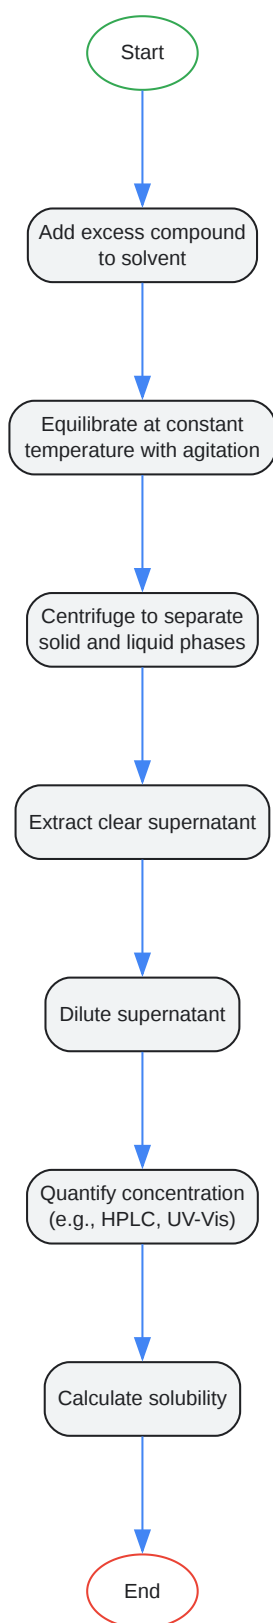 Start
Add excess compound
to solvent
Equilibrate at constant
temperature with agitation
Centrifuge to separate
solid and liquid phases
Extract clear supernatant
Dilute supernatant
Quantify concentration
(e.g., HPLC, UV-Vis)
Calculate solubility
End